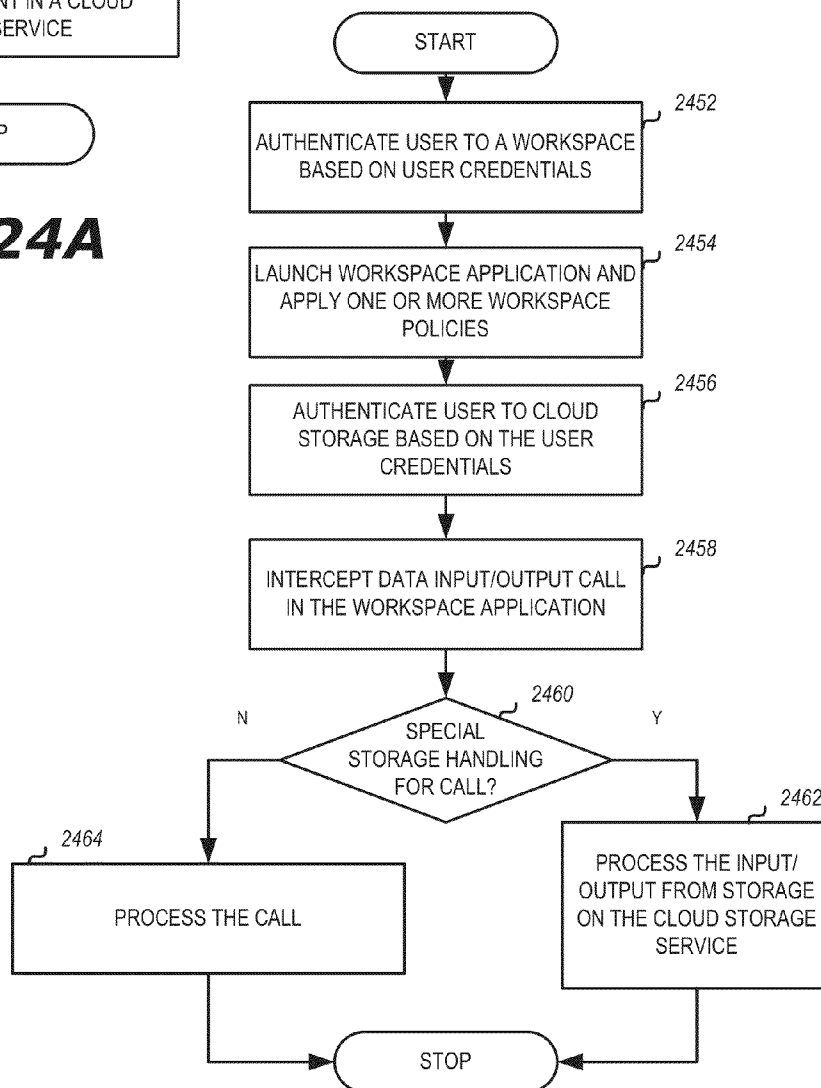 SERVICE
24A
START
2452
AUTHENTICATE USER TO A WORKSPACE
BASED ON USER CREDENTIALS
2454
LAUNCH WORKSPACE APPLICATION AND
APPLY ONE OR MORE WORKSPACE
POLICIES
2456
AUTHENTICATE USER TO CLOUD
STORAGE BASED ON THE USER
CREDENTIALS
2458
INTERCEPT DATA INPUT/OUTPUT CALL
IN THE WORKSPACE APPLICATION
2460
N
Y
SPECIAL
STORAGE HANDLING
FOR CALL?
2464
PROCESS THE CALL
2462
PROCESS THE INPUT/
OUTPUT FROM STORAGE
ON THE CLOUD STORAGE
SERVICE
STOP